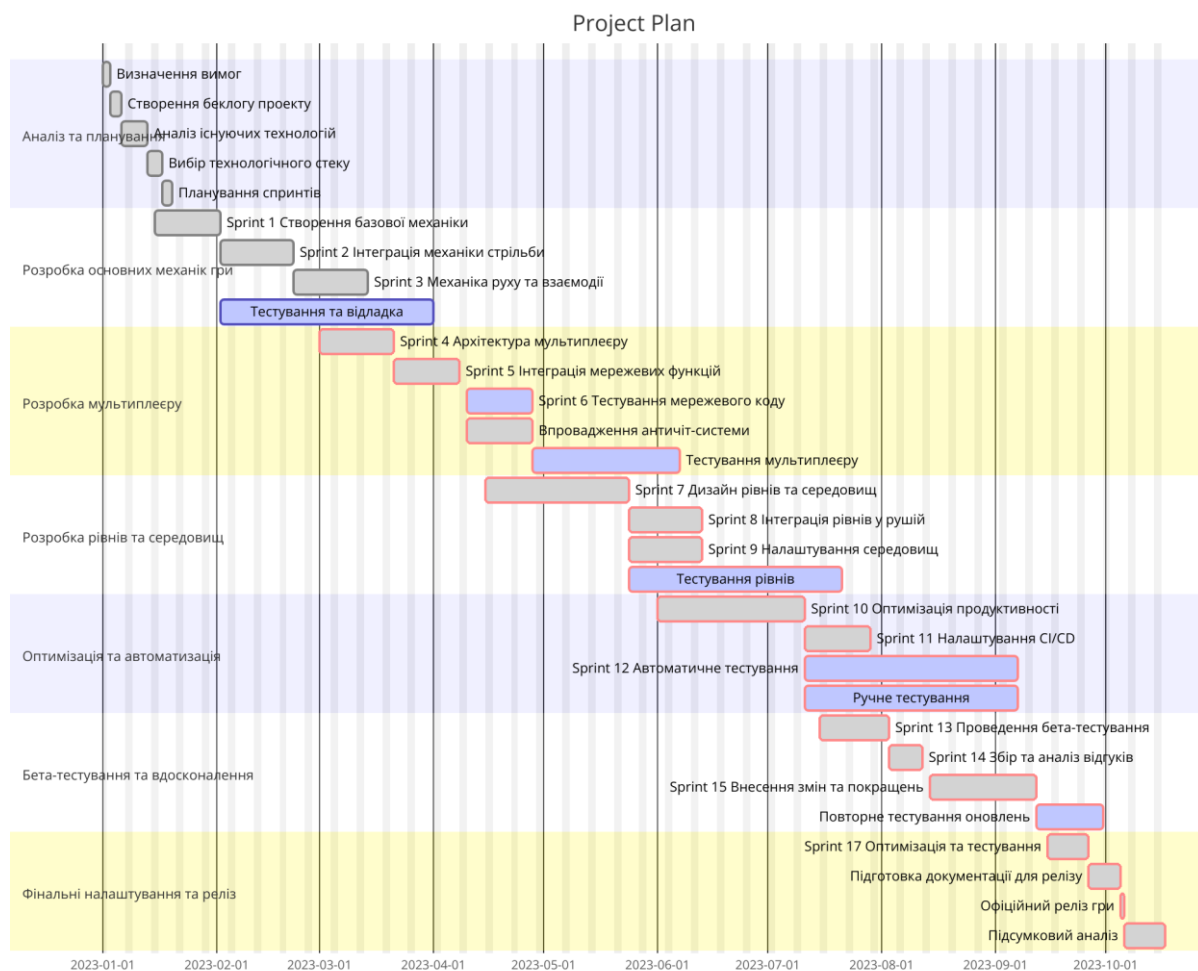 Project Plan
Аналіз та планування
Визначення вимог
Створення беклогу проекту
Аналіз існуючих технологій
Вибір технологічного стеку
Планування спринтів
Розробка основних механік гри
Sprint 1 Створення базової механіки
Sprint 2 Інтеграція механіки стрільби
Sprint 3 Механіка руху та взаємодії
Тестування та відладка
Розробка мультиплеєру
Sprint 4 Архітектура мультиплеєру
Sprint 5 Інтеграція мережевих функцій
Sprint 6 Тестування мережевого коду
Впровадження античіт-системи
Тестування мультиплеєру
Розробка рівнів та середовищ
Sprint 7 Дизайн рівнів та середовищ
Sprint 8 Інтеграція рівнів у рушій
Sprint 9 Налаштування середовищ
Тестування рівнів
Оптимізація та автоматизація
Sprint 10 Оптимізація продуктивності
Sprint 11 Налаштування CI/CD
Sprint 12 Автоматичне тестування
Ручне тестування
Бета-тестування та вдосконалення
Sprint 13 Проведення бета-тестування
Sprint 14 Збір та аналіз відгуків
Sprint 15 Внесення змін та покращень
Повторне тестування оновлень
Фінальні налаштування та реліз
Sprint 17 Оптимізація та тестування
Підготовка документації для релізу
Офіційний реліз гри
Підсумковий аналіз
2023-01-01
2023-02-01
2023-03-01
2023-04-01
2023-05-01
2023-06-01
2023-07-01
2023-08-01
2023-09-01
2023-10-01